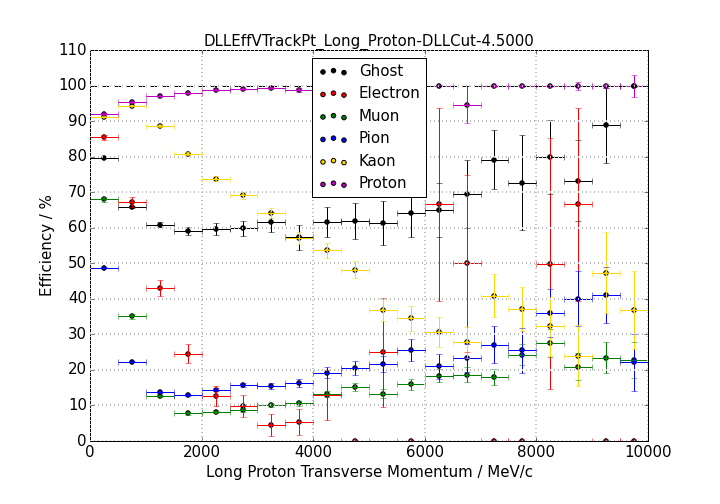 DLLEffVTrackPt_Long_Proton-DLLCut-4.5000
110
100
90
80
70
60
50
40
30
20
10
0
Efficiency / %
Ghost
Electron
Muon
Pion
Kaon
Proton
0 2000 4000 6000 8000 10000
Long Proton Transverse Momentum / MeV/c